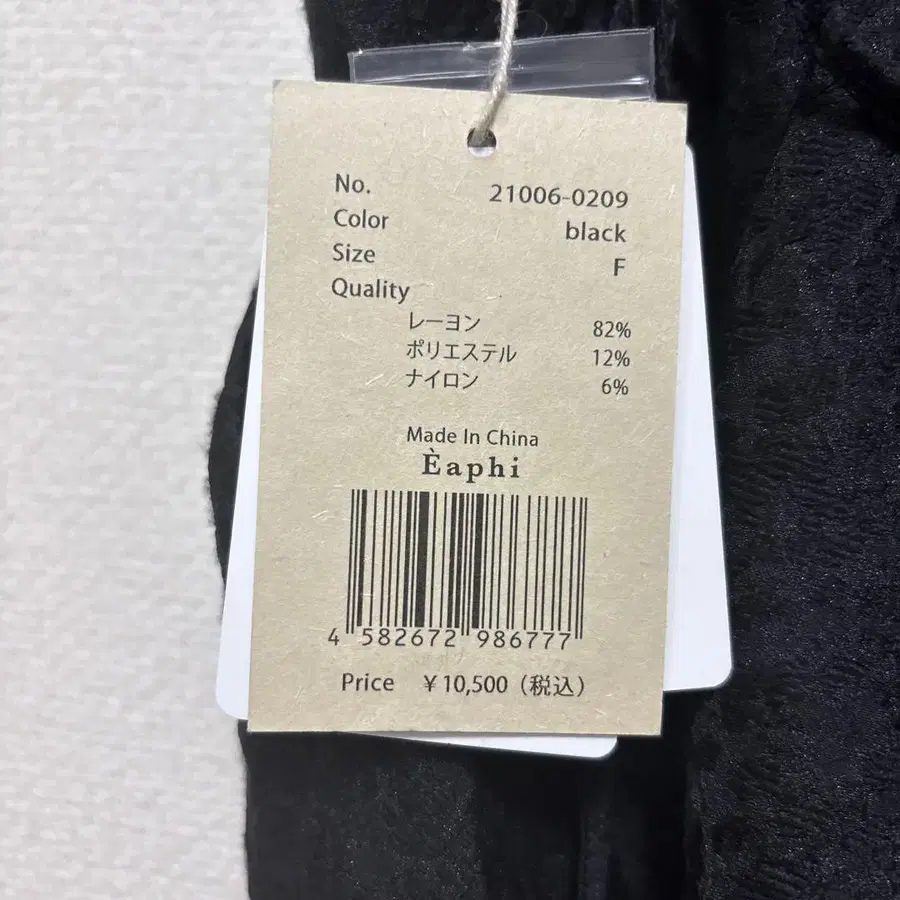 No. 21006-0209
Color black
Size F
Quality
レーヨン 82%
ポリエステル 12%
ナイロン 6%
Made In China
Èaphi
4 582672 986777
Price ¥10,500（税込）